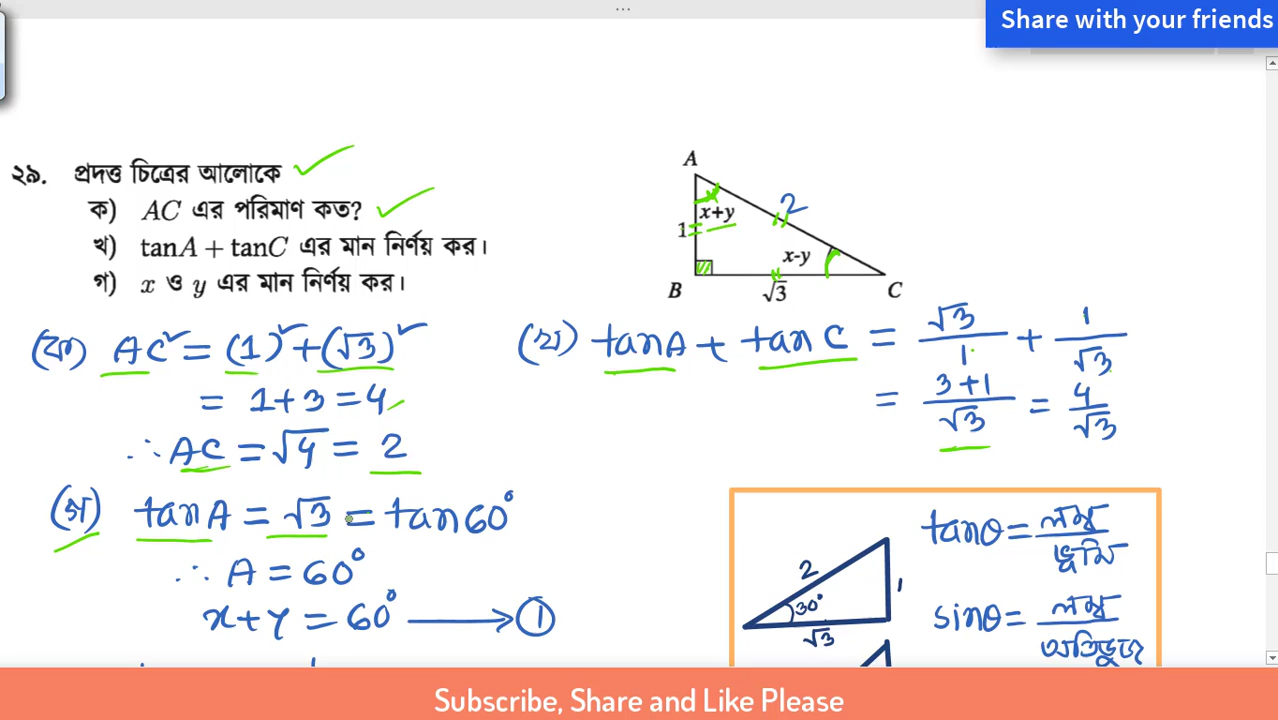 Share with your friends
২৯. প্রদত্ত চিত্রের আলোকে
ক) AC এর পরিমাণ কত?
খ) tanA + tanC এর মান নির্ণয় কর।
গ) x ও y এর মান নির্ণয় কর।
A
x+y
2
1
x-y
B
√3
C
(ক) AC² = (1)² + (√3)²
= 1+3 = 4
∴ AC = √4 = 2
(খ) tanA + tanC = √3/1 + 1/√3
= 3+1/√3 = 4/√3
(গ) tanA = √3 = tan60°
∴ A = 60°
x+y = 60° ⟶ ①
2
30°
√3
1
tanθ = লম্ব/ভূমি
sinθ = লম্ব/অতিভুজ
Subscribe, Share and Like Please